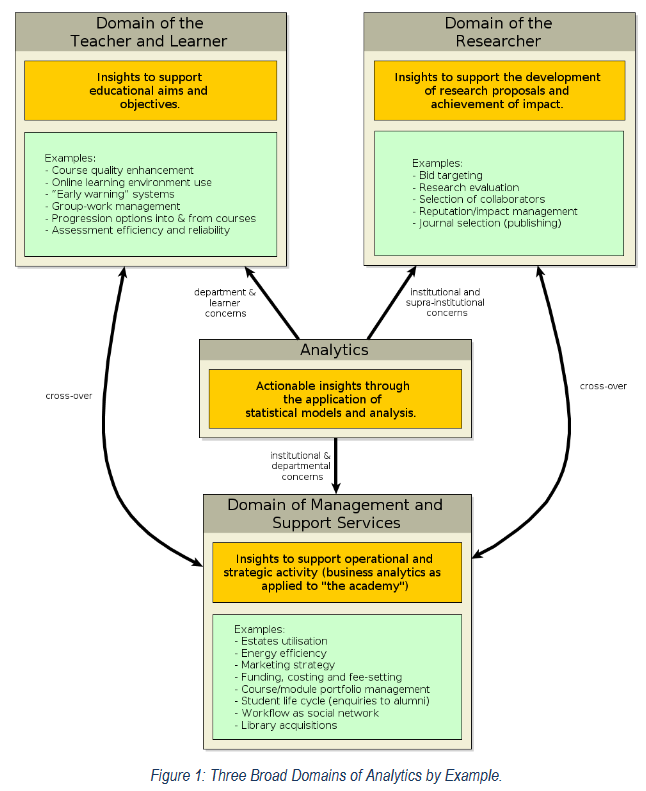 Domain of the
Teacher and Learner
Insights to support
educational aims and
objectives.
Examples:
- Course quality enhancement
- Online learning environment use
- "Early warning" systems
- Group-work management
- Progression options into & from courses
- Assessment efficiency and reliability
Domain of the
Researcher
Insights to support the development
of research proposals and
achievement of impact.
Examples:
- Bid targeting
- Research evaluation
- Selection of collaborators
- Reputation/impact management
- Journal selection (publishing)
department &
learner
concerns
institutional and
supra-institutional
concerns
Analytics
Actionable insights through
the application of
statistical models and analysis.
cross-over
cross-over
institutional &
departmental
concerns
Domain of Management and
Support Services
Insights to support operational and
strategic activity (business analytics as
applied to "the academy")
Examples:
- Estates utilisation
- Energy efficiency
- Marketing strategy
- Funding, costing and fee-setting
- Course/module portfolio management
- Student life cycle (enquiries to alumni)
- Workflow as social network
- Library acquisitions
Figure 1: Three Broad Domains of Analytics by Example.